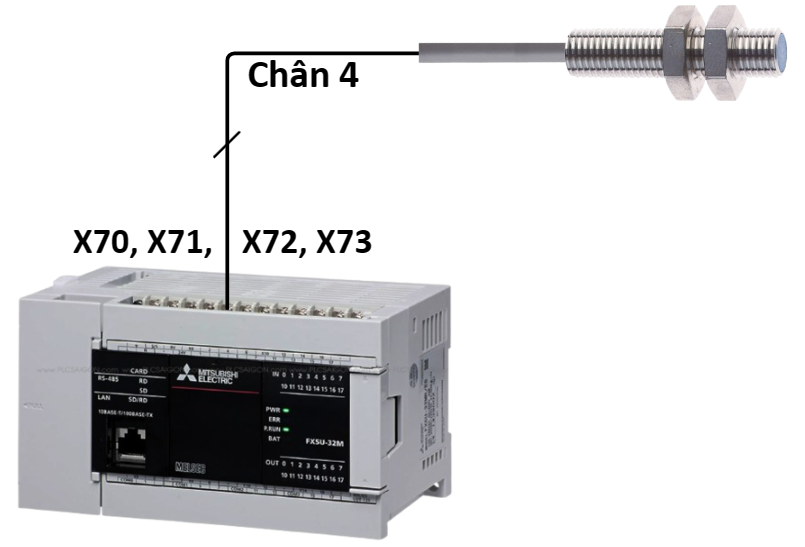 Chân 4
X70, X71, X72, X73
MITSUBISHI
ELECTRIC
CARD
RS-485 RD
SD
LAN SD/RD
10BASE-T/100BASE-TX
IN 0 1 2 3 4 5 6 7
10 11 12 13 14 15 16 17
PWR
ERR
P.RUN
BAT
FX5U-32M
MELSEC
OUT 0 1 2 3 4 5 6 7
10 11 12 13 14 15 16 17